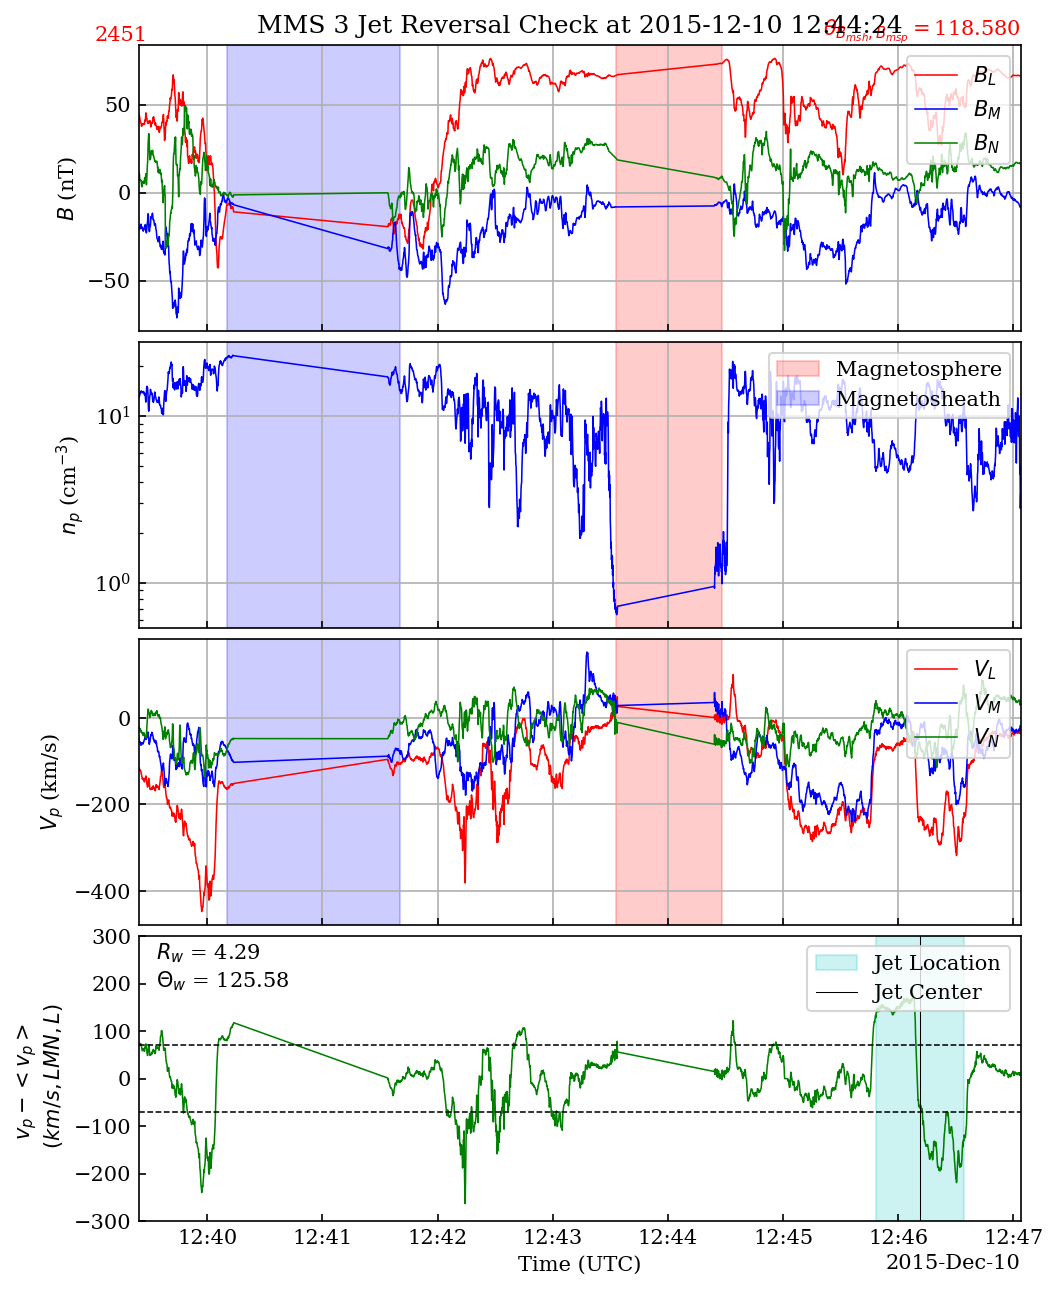 2451
MMS 3 Jet Reversal Check at 2015-12-10 12:44:24
θ_{B_{msh}, B_{msp}} = 118.580
50
0
−50
B (nT)
B_L
B_M
B_N
10^1
10^0
n_p (cm^{-3})
Magnetosphere
Magnetosheath
0
−200
−400
V_p (km/s)
V_L
V_M
V_N
300
200
100
0
−100
−200
−300
v_p − < v_p >
(km/s, LMN, L)
R_w = 4.29
Θ_w = 125.58
Jet Location
Jet Center
12:40 12:41 12:42 12:43 12:44 12:45 12:46 12:47
Time (UTC)
2015-Dec-10